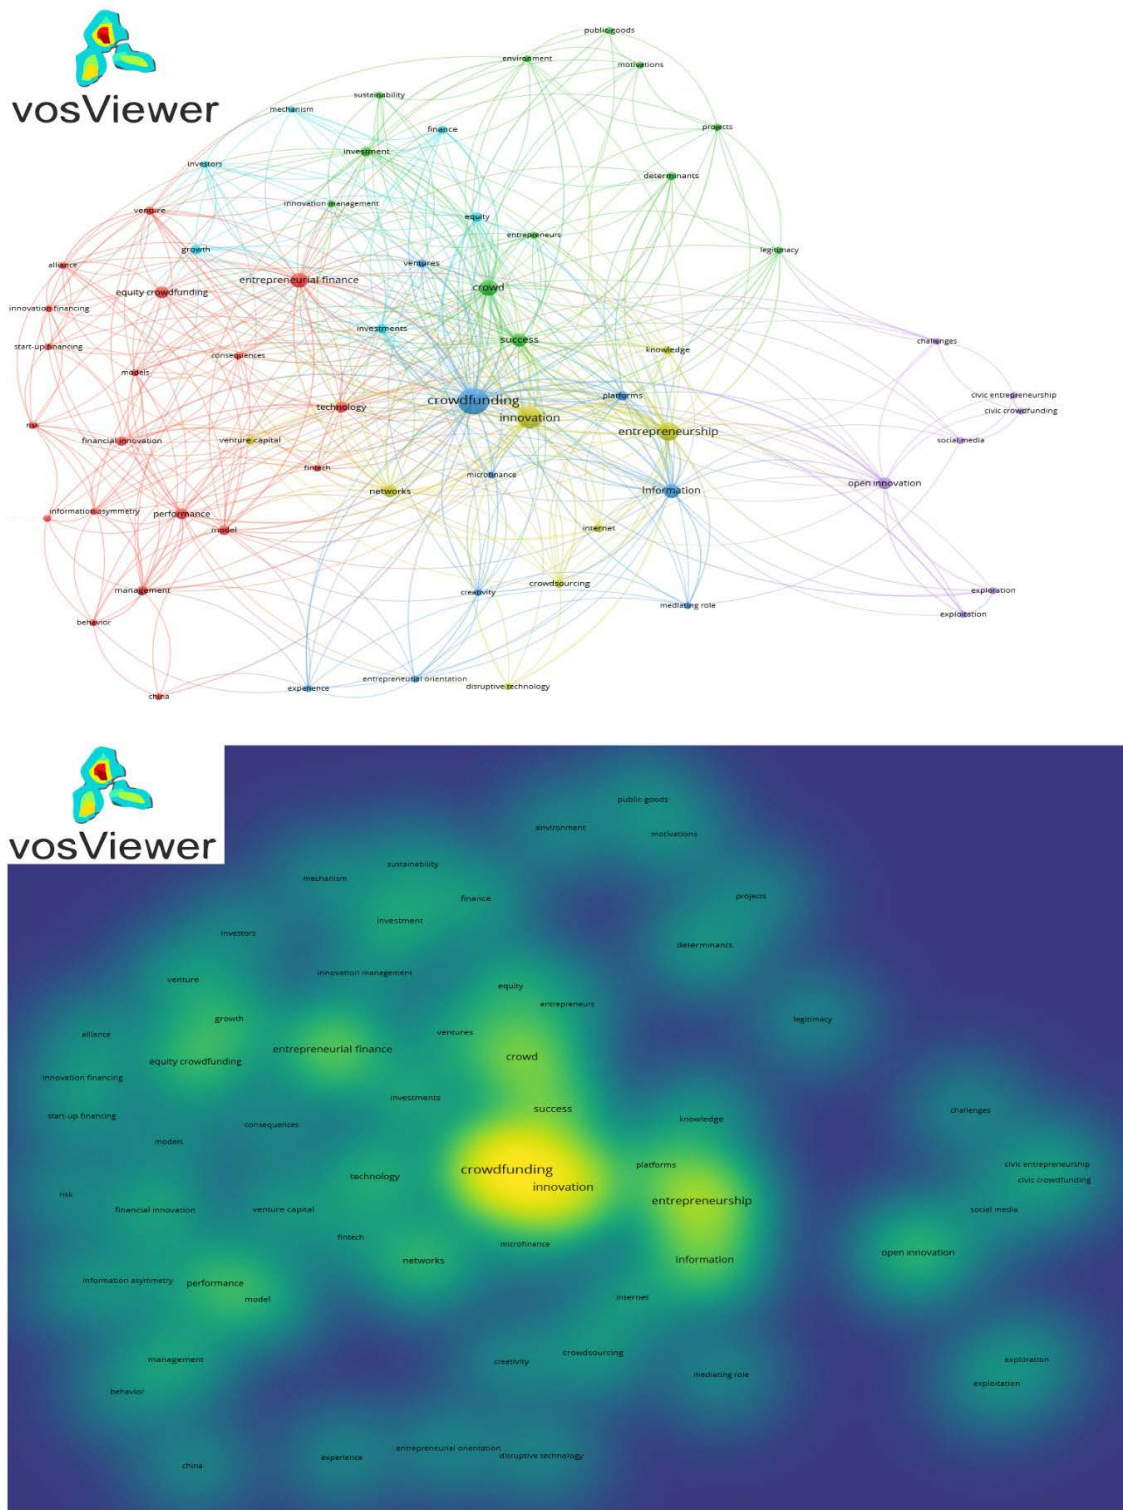 vosViewer
public goods
environment
motivations
sustainability
mechanism
finance
projects
investment
investors
determinants
innovation management
venture
equity
entrepreneurs
growth
legitimacy
ventures
alliance
entrepreneurial finance
crowd
equity crowdfunding
innovation financing
investments
success
challenges
start-up financing
knowledge
consequences
models
platforms
civic entrepreneurship
crowdfunding
technology
civic crowdfunding
innovation
risk
entrepreneurship
financial innovation
venture capital
social media
fintech
microfinance
open innovation
networks
information
information asymmetry
performance
internet
model
crowdsourcing
management
creativity
exploration
mediating role
exploitation
behavior
entrepreneurial orientation
experience
disruptive technology
china
vosViewer
public goods
environment
motivations
sustainability
mechanism
finance
projects
investment
investors
determinants
innovation management
venture
equity
entrepreneurs
growth
legitimacy
ventures
alliance
entrepreneurial finance
crowd
equity crowdfunding
innovation financing
investments
success
challenges
start-up financing
knowledge
consequences
models
platforms
civic entrepreneurship
crowdfunding
technology
civic crowdfunding
innovation
risk
entrepreneurship
financial innovation
venture capital
social media
fintech
microfinance
open innovation
networks
information
information asymmetry
performance
internet
model
crowdsourcing
management
creativity
exploration
mediating role
exploitation
behavior
entrepreneurial orientation
disruptive technology
experience
china